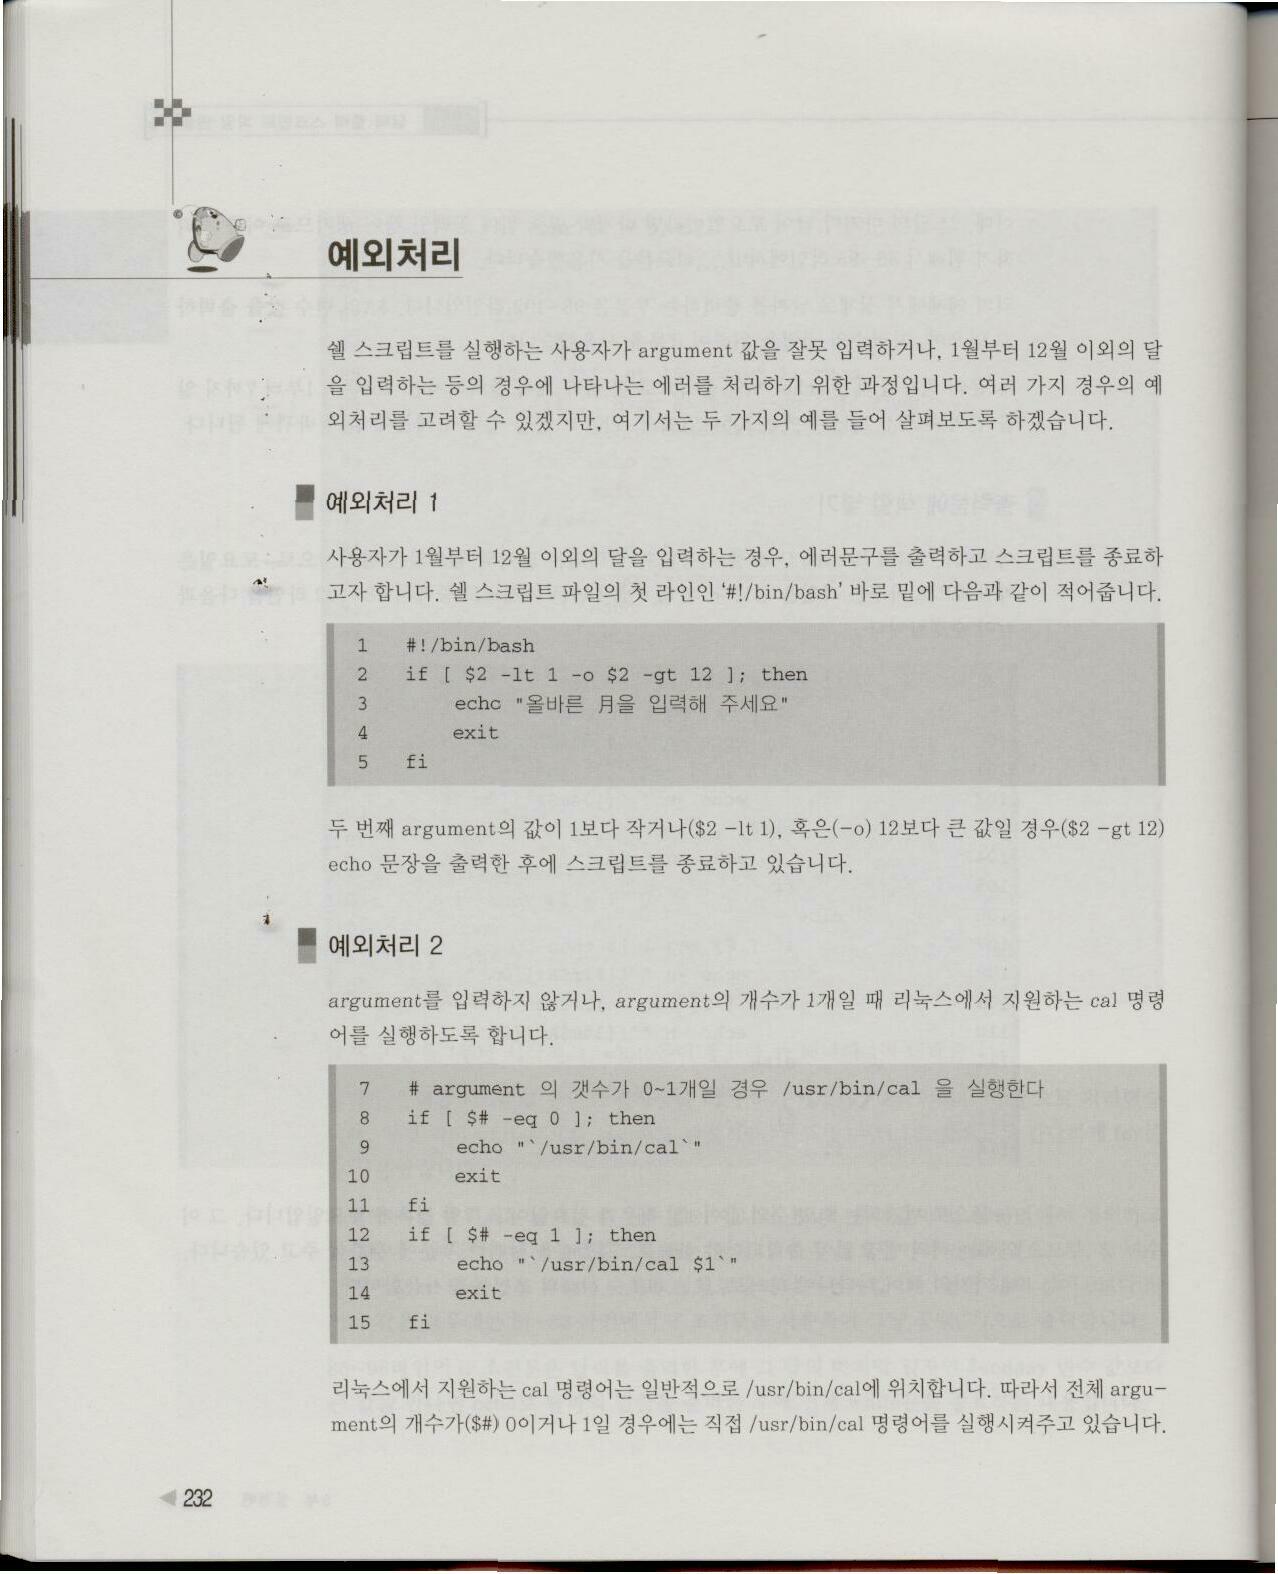 예외처리
쉘 스크립트를 실행하는 사용자가 argument 값을 잘못 입력하거나, 1월부터 12월 이외의 달
을 입력하는 등의 경우에 나타나는 에러를 처리하기 위한 과정입니다. 여러 가지 경우의 예
외처리를 고려할 수 있겠지만, 여기서는 두 가지의 예를 들어 살펴보도록 하겠습니다.
예외처리 1
사용자가 1월부터 12월 이외의 달을 입력하는 경우, 에러문구를 출력하고 스크립트를 종료하
고자 합니다. 쉘 스크립트 파일의 첫 라인인 '#!/bin/bash' 바로 밑에 다음과 같이 적어줍니다.
1 #!/bin/bash
2 if [ $2 -lt 1 -o $2 -gt 12 ]; then
3 echo "올바른 月을 입력해 주세요"
4 exit
5 fi
두 번째 argument의 값이 1보다 작거나($2 -lt 1), 혹은(-o) 12보다 큰 값일 경우($2 -gt 12)
echo 문장을 출력한 후에 스크립트를 종료하고 있습니다.
예외처리 2
argument를 입력하지 않거나, argument의 개수가 1개일 때 리눅스에서 지원하는 cal 명령
어를 실행하도록 합니다.
7 # argument 의 갯수가 0~1개일 경우 /usr/bin/cal 을 실행한다
8 if [ $# -eq 0 ]; then
9 echo "`/usr/bin/cal`"
10 exit
11 fi
12 if [ $# -eq 1 ]; then
13 echo "`/usr/bin/cal $1`"
14 exit
15 fi
리눅스에서 지원하는 cal 명령어는 일반적으로 /usr/bin/cal에 위치합니다. 따라서 전체 argu-
ment의 개수가($#) 0이거나 1일 경우에는 직접 /usr/bin/cal 명령어를 실행시켜주고 있습니다.
232